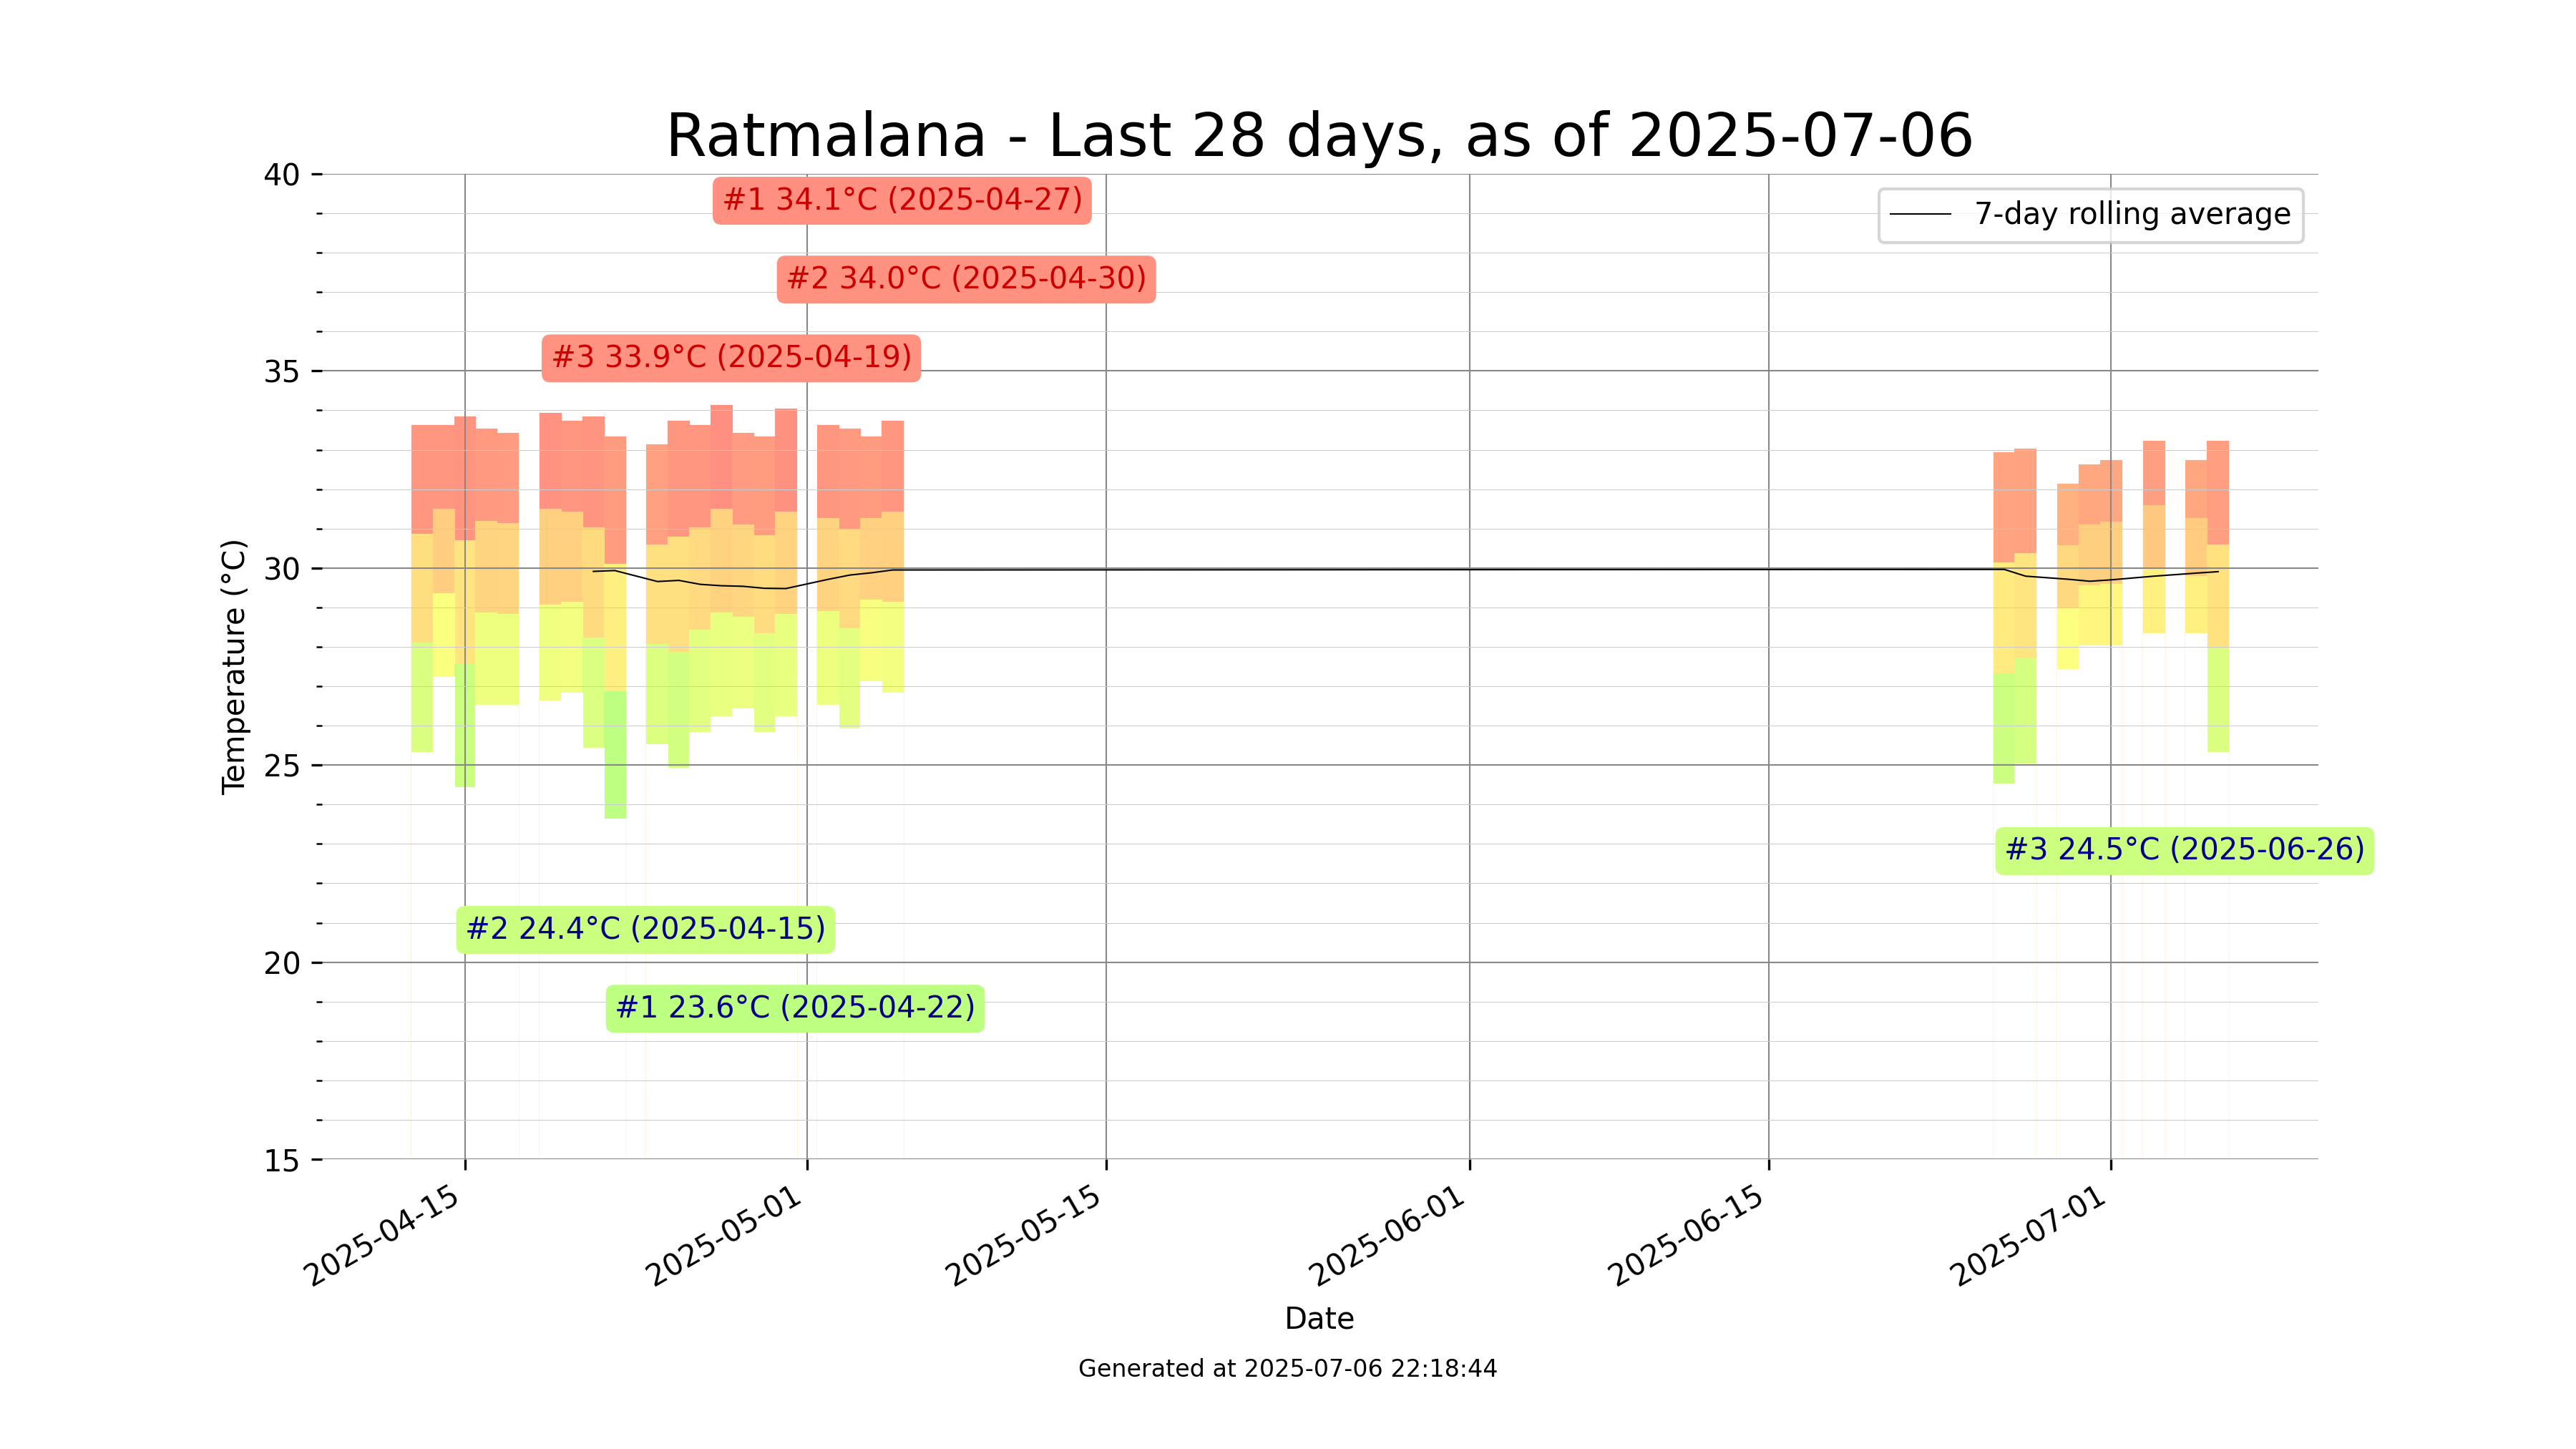 Ratmalana - Last 28 days, as of 2025-07-06
40
#1 34.1°C (2025-04-27)
7-day rolling average
#2 34.0°C (2025-04-30)
#3 33.9°C (2025-04-19)
35
30
Temperature (°C)
25
#3 24.5°C (2025-06-26)
#2 24.4°C (2025-04-15)
20
#1 23.6°C (2025-04-22)
15
2025-04-15
2025-05-01
2025-05-15
2025-06-01
2025-06-15
2025-07-01
Date
Generated at 2025-07-06 22:18:44